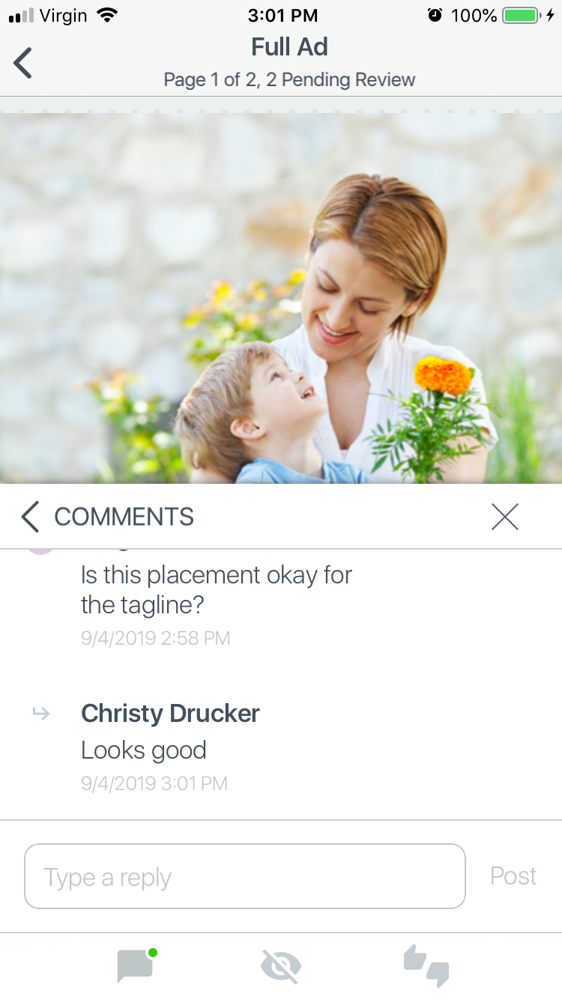 Virgin 3:01 PM 100%
Full Ad
Page 1 of 2, 2 Pending Review
COMMENTS
Is this placement okay for
the tagline?
9/4/2019 2:58 PM
Christy Drucker
Looks good
9/4/2019 3:01 PM
Type a reply Post